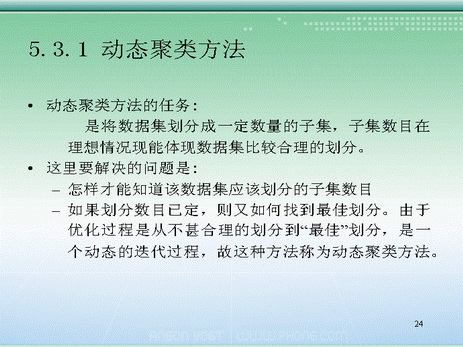 5.3.1 动态聚类方法
• 动态聚类方法的任务:
是将数据集划分成一定数量的子集，子集数目在
理想情况现能体现数据集比较合理的划分。
• 这里要解决的问题是:
– 怎样才能知道该数据集应该划分的子集数目
– 如果划分数目已定，则又如何找到最佳划分。由于
优化过程是从不甚合理的划分到“最佳”划分，是一
个动态的迭代过程，故这种方法称为动态聚类方法。
24